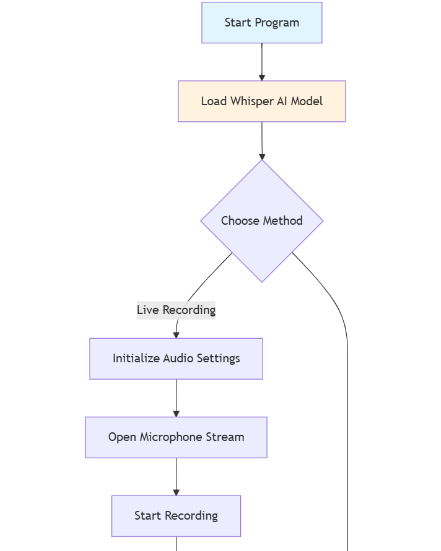 Start Program
Load Whisper AI Model
Choose Method
Live Recording
Initialize Audio Settings
Open Microphone Stream
Start Recording